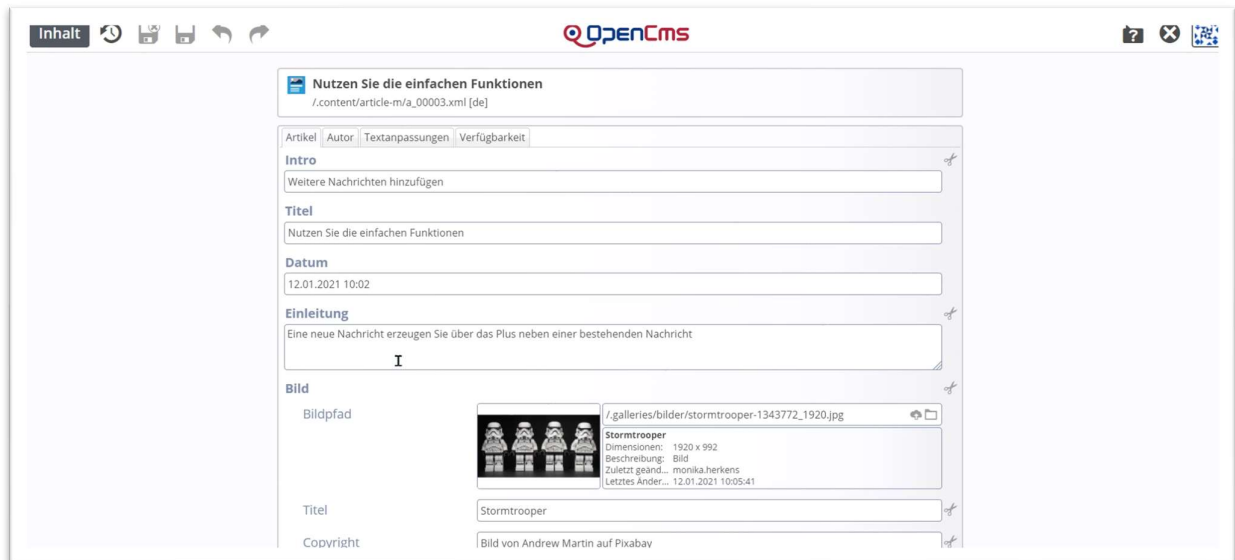 Inhalt
OpenCms
Nutzen Sie die einfachen Funktionen
/.content/article-m/a_00003.xml [de]
Artikel Autor Textanpassungen Verfügbarkeit
Intro
Weitere Nachrichten hinzufügen
Titel
Nutzen Sie die einfachen Funktionen
Datum
12.01.2021 10:02
Einleitung
Eine neue Nachricht erzeugen Sie über das Plus neben einer bestehenden Nachricht
Bild
Bildpfad
/.galleries/bilder/stormtrooper-1343772_1920.jpg
Stormtrooper
Dimensionen: 1920 x 992
Beschreibung: Bild
Zuletzt geänd... monika.herkens
Letztes Änder... 12.01.2021 10:05:41
Titel
Stormtrooper
Copyright
Bild von Andrew Martin auf Pixabay